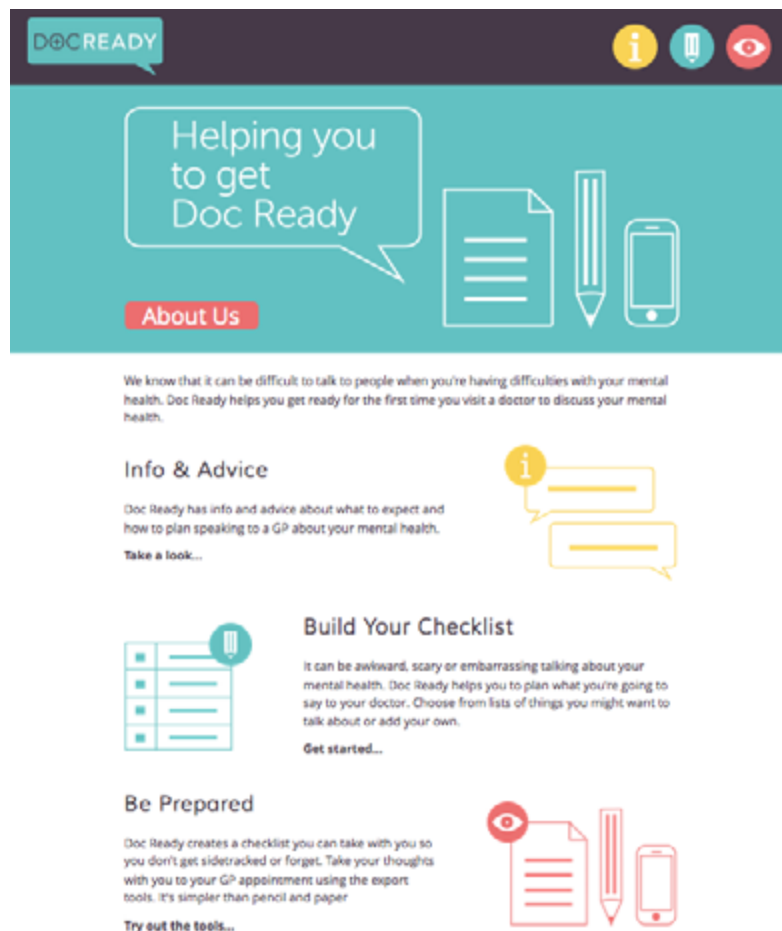 DOCREADY
Helping you
to get
Doc Ready
About Us
We know that it can be difficult to talk to people when you're having difficulties with your mental
health. Doc Ready helps you get ready for the first time you visit a doctor to discuss your mental
health.
Info & Advice
Doc Ready has info and advice about what to expect and
how to plan speaking to a GP about your mental health.
Take a look...
Build Your Checklist
It can be awkward, scary or embarrassing talking about your
mental health. Doc Ready helps you to plan what you're going to
say to your doctor. Choose from lists of things you might want to
talk about or add your own.
Get started...
Be Prepared
Doc Ready creates a checklist you can take with you so
you don't get sidetracked or forget. Take your thoughts
with you to your GP appointment using the export
tools. It's simpler than pencil and paper
Try out the tools...